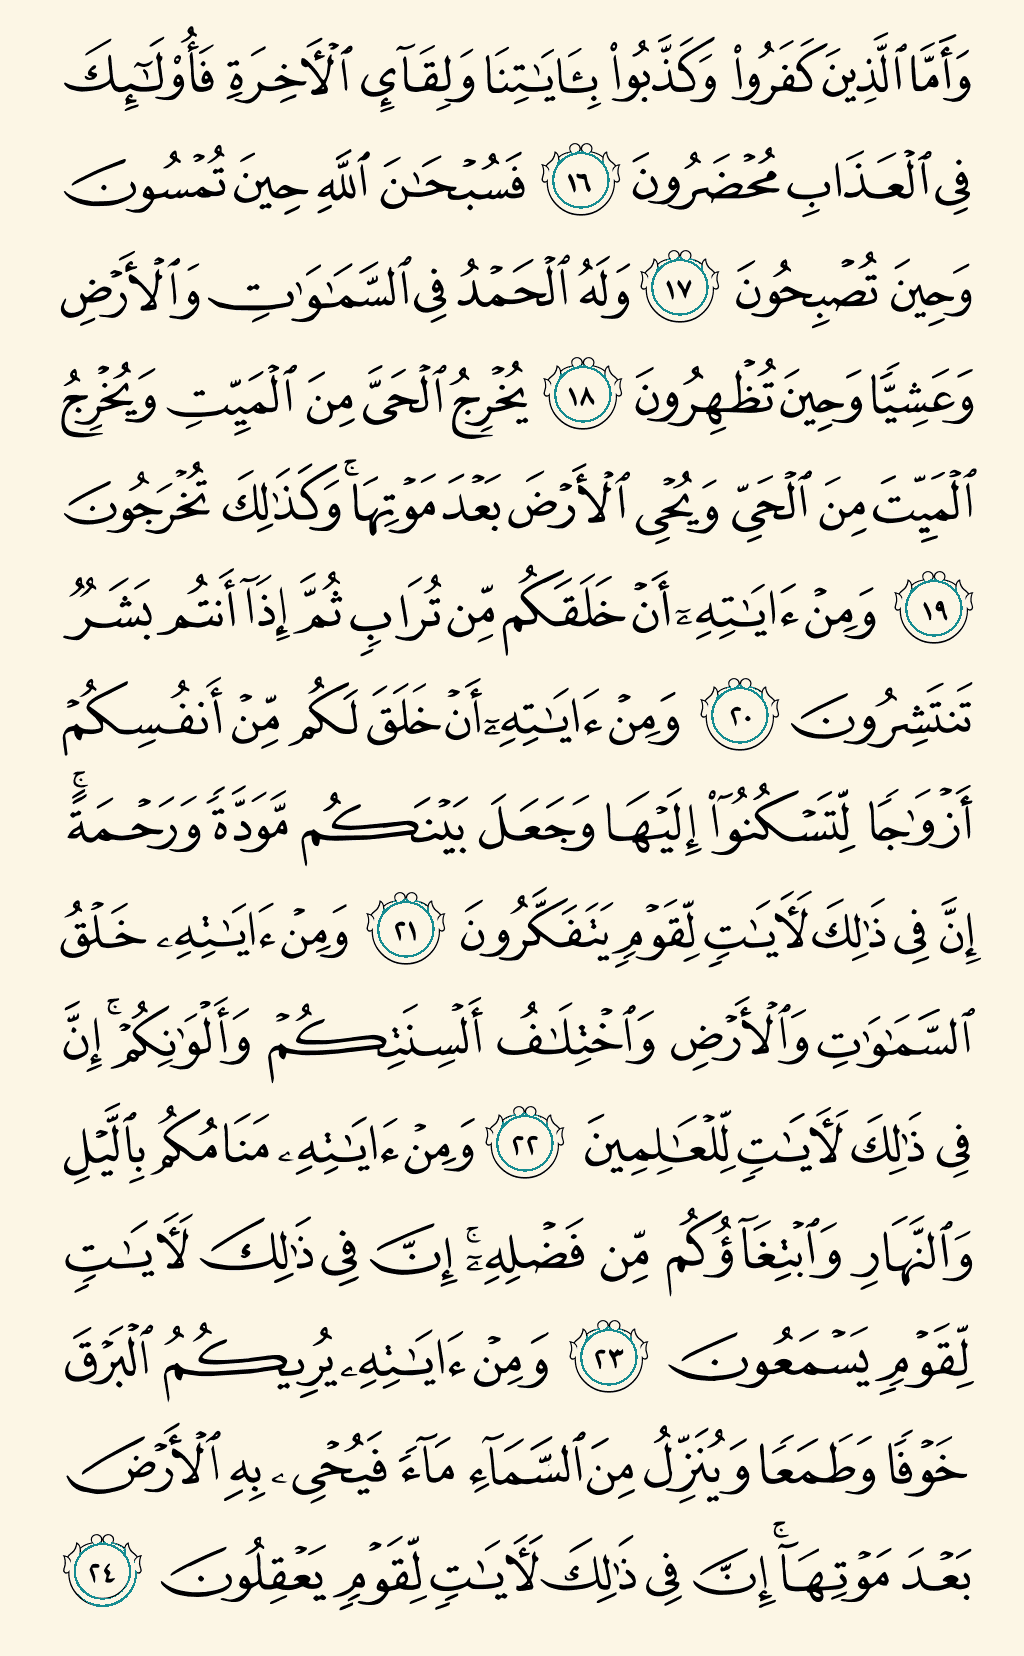 وَأَمَّا ٱلَّذِينَ كَفَرُوا۟ وَكَذَّبُوا۟ بِـَٔايَـٰتِنَا وَلِقَآئِ ٱلْـَٔاخِرَةِ فَأُو۟لَـٰٓئِكَ
فِى ٱلْعَذَابِ مُحْضَرُونَ ١٦ فَسُبْحَـٰنَ ٱللَّهِ حِينَ تُمْسُونَ
وَحِينَ تُصْبِحُونَ ١٧ وَلَهُ ٱلْحَمْدُ فِى ٱلسَّمَـٰوَٰتِ وَٱلْأَرْضِ
وَعَشِيًّا وَحِينَ تُظْهِرُونَ ١٨ يُخْرِجُ ٱلْحَىَّ مِنَ ٱلْمَيِّتِ وَيُخْرِجُ
ٱلْمَيِّتَ مِنَ ٱلْحَىِّ وَيُحْىِ ٱلْأَرْضَ بَعْدَ مَوْتِهَا ۚ وَكَذَٰلِكَ تُخْرَجُونَ
١٩ وَمِنْ ءَايَـٰتِهِۦٓ أَنْ خَلَقَكُم مِّن تُرَابٍ ثُمَّ إِذَآ أَنتُم بَشَرٌ
تَنتَشِرُونَ ٢٠ وَمِنْ ءَايَـٰتِهِۦٓ أَنْ خَلَقَ لَكُم مِّنْ أَنفُسِكُمْ
أَزْوَٰجًا لِّتَسْكُنُوٓا۟ إِلَيْهَا وَجَعَلَ بَيْنَكُم مَّوَدَّةً وَرَحْمَةً ۚ
إِنَّ فِى ذَٰلِكَ لَـَٔايَـٰتٍ لِّقَوْمٍ يَتَفَكَّرُونَ ٢١ وَمِنْ ءَايَـٰتِهِۦ خَلْقُ
ٱلسَّمَـٰوَٰتِ وَٱلْأَرْضِ وَٱخْتِلَـٰفُ أَلْسِنَتِكُمْ وَأَلْوَٰنِكُمْ ۚ إِنَّ
فِى ذَٰلِكَ لَـَٔايَـٰتٍ لِّلْعَـٰلِمِينَ ٢٢ وَمِنْ ءَايَـٰتِهِۦ مَنَامُكُم بِٱلَّيْلِ
وَٱلنَّهَارِ وَٱبْتِغَآؤُكُم مِّن فَضْلِهِۦٓ ۚ إِنَّ فِى ذَٰلِكَ لَـَٔايَـٰتٍ
لِّقَوْمٍ يَسْمَعُونَ ٢٣ وَمِنْ ءَايَـٰتِهِۦ يُرِيكُمُ ٱلْبَرْقَ
خَوْفًا وَطَمَعًا وَيُنَزِّلُ مِنَ ٱلسَّمَآءِ مَآءً فَيُحْىِۦ بِهِ ٱلْأَرْضَ
بَعْدَ مَوْتِهَآ ۚ إِنَّ فِى ذَٰلِكَ لَـَٔايَـٰتٍ لِّقَوْمٍ يَعْقِلُونَ ٢٤